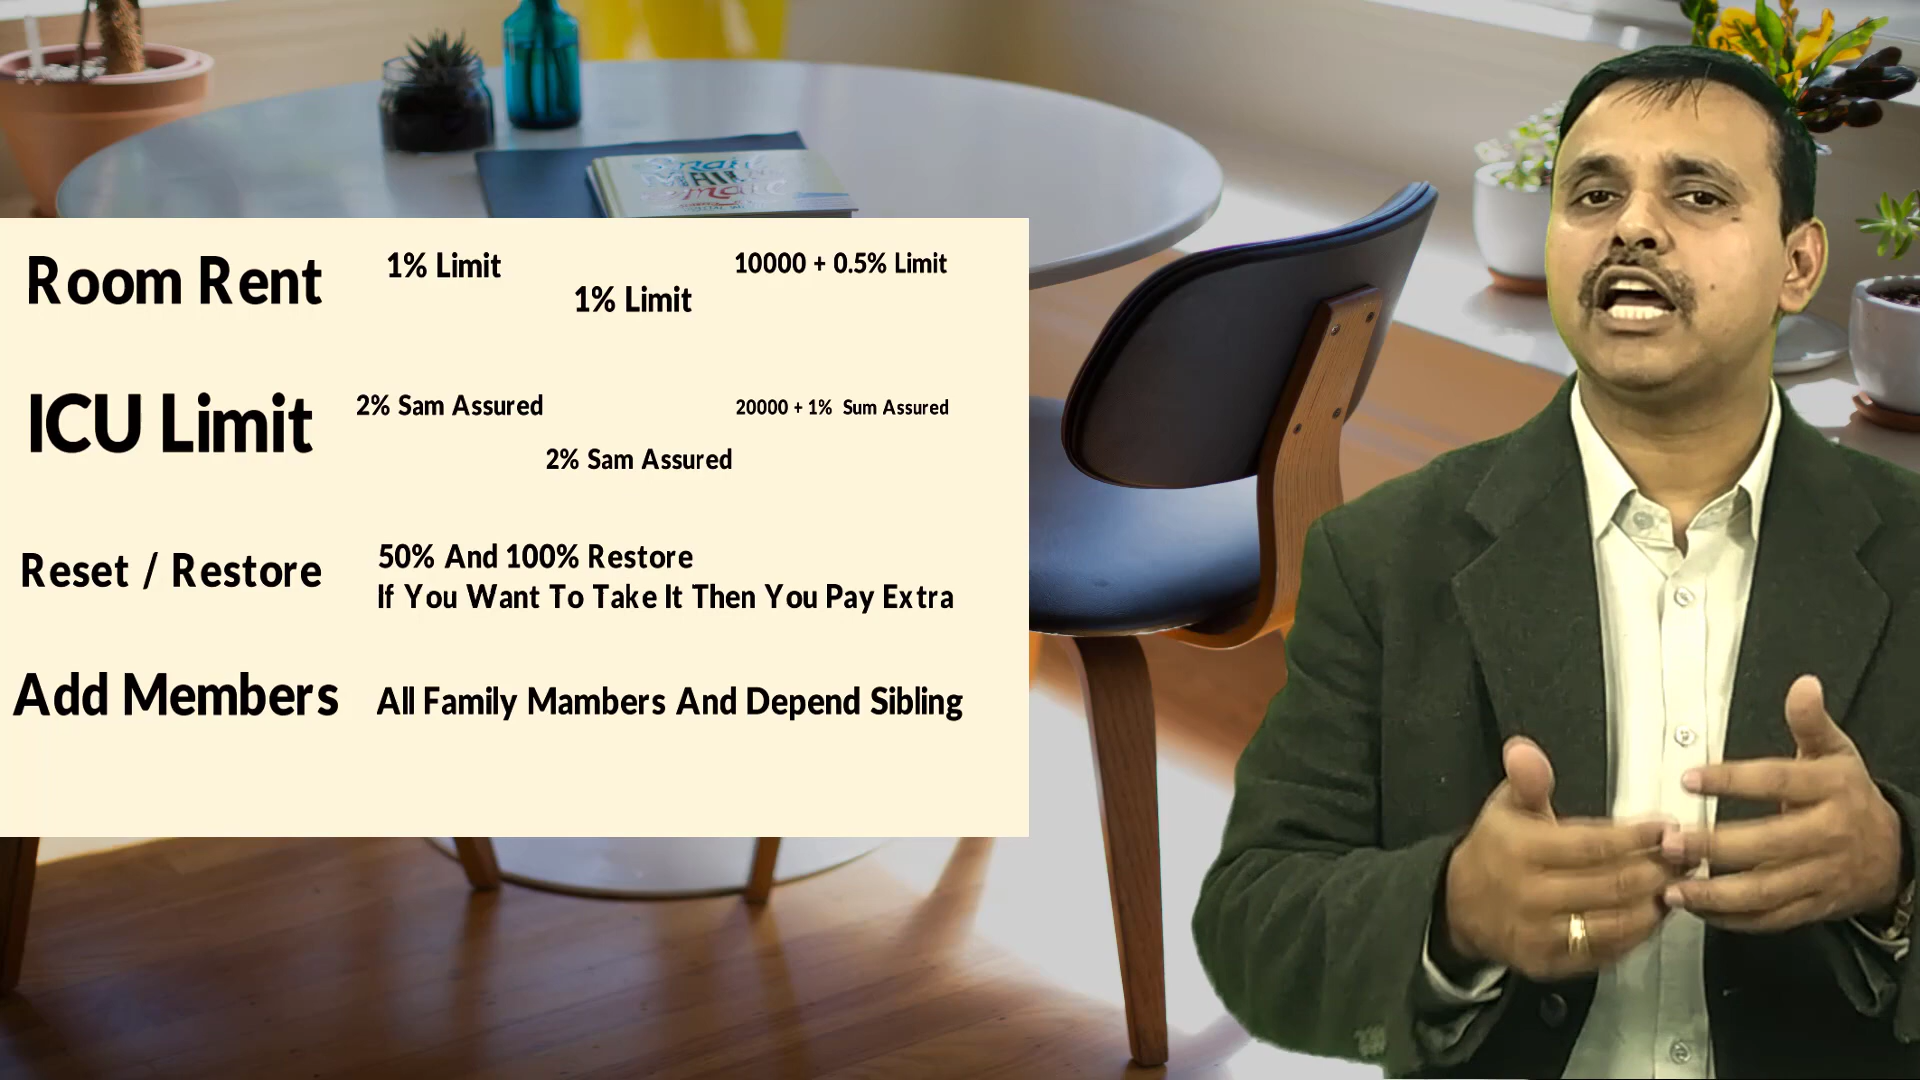 Room Rent
1% Limit
1% Limit
10000 + 0.5% Limit
ICU Limit
2% Sam Assured
2% Sam Assured
20000 + 1% Sum Assured
Reset / Restore
50% And 100% Restore
If You Want To Take It Then You Pay Extra
Add Members
All Family Mambers And Depend Sibling